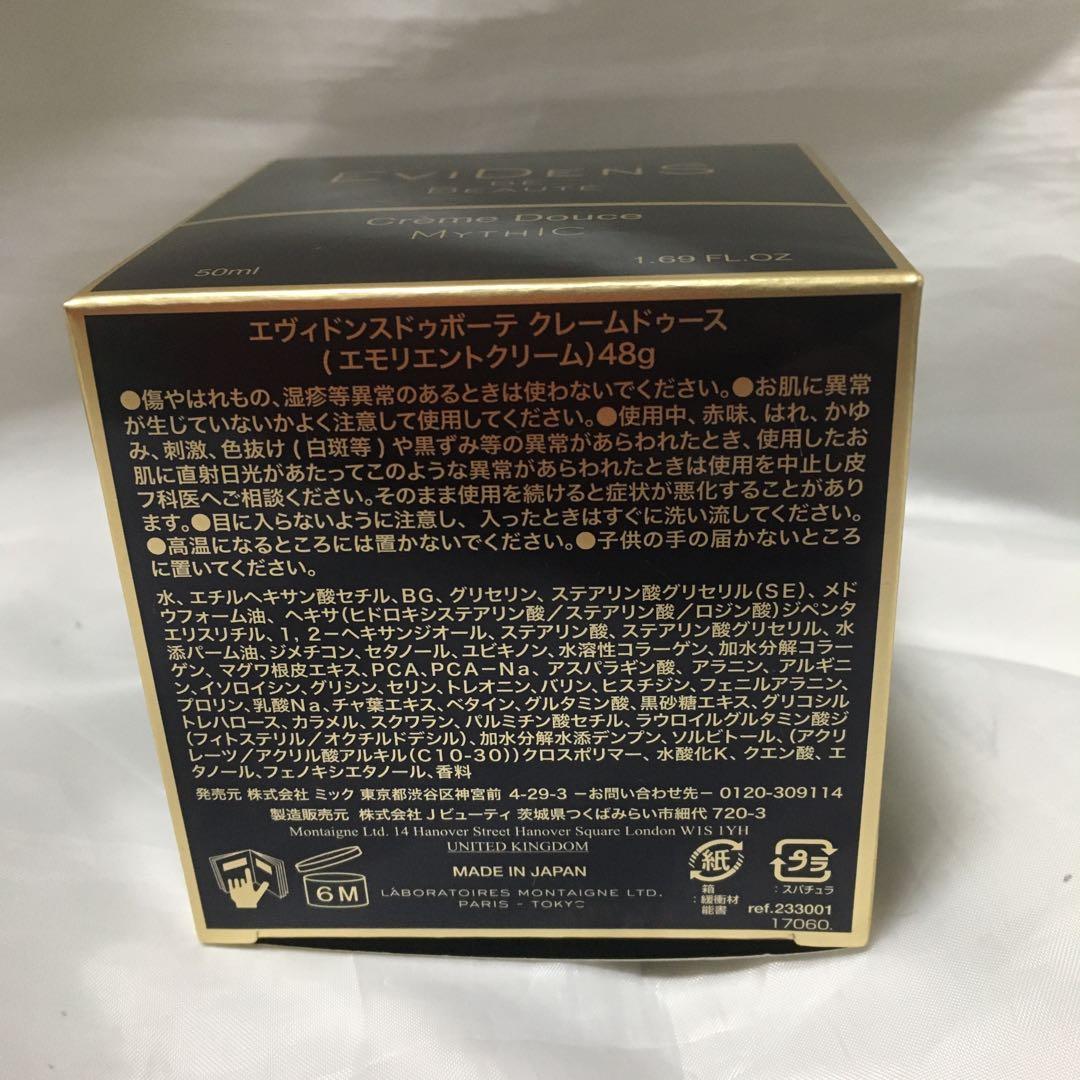 EVIDENS
DE
BEAUTÉ
Crème Douce
MYTHIC
50ml
1.69 FL.OZ
エヴィドンスドゥボーテ クレームドゥース
(エモリエントクリーム)48g
●傷やはれもの、湿疹等異常のあるときは使わないでください。●お肌に異常
が生じていないかよく注意して使用してください。●使用中、赤味、はれ、かゆ
み、刺激、色抜け(白斑等)や黒ずみ等の異常があらわれたとき、使用したお
肌に直射日光があたってこのような異常があらわれたときは使用を中止し皮
フ科医へご相談ください。そのまま使用を続けると症状が悪化することがあり
ます。●目に入らないように注意し、入ったときはすぐに洗い流してください。
●高温になるところには置かないでください。●子供の手の届かないところ
に置いてください。
水、エチルヘキサン酸セチル、BG、グリセリン、ステアリン酸グリセリル(SE)、メド
ウフォーム油、ヘキサ(ヒドロキシステアリン酸/ステアリン酸/ロジン酸)ジペンタ
エリスリチル、1,2-ヘキサンジオール、ステアリン酸、ステアリン酸グリセリル、水
添パーム油、ジメチコン、セタノール、ユビキノン、水溶性コラーゲン、加水分解コラー
ゲン、マグワ根皮エキス、PCA、PCA-Na、アスパラギン酸、アラニン、アルギニ
ン、イソロイシン、グリシン、セリン、トレオニン、バリン、ヒスチジン、フェニルアラニン、
プロリン、乳酸Na、チャ葉エキス、ベタイン、グルタミン酸、黒砂糖エキス、グリコシル
トレハロース、カラメル、スクワラン、パルミチン酸セチル、ラウロイルグルタミン酸ジ
(フィトステリル/オクチルドデシル)、加水分解水添デンプン、ソルビトール、(アクリ
レーツ/アクリル酸アルキル(C10-30))クロスポリマー、水酸化K、クエン酸、エ
タノール、フェノキシエタノール、香料
発売元 株式会社 ミック 東京都渋谷区神宮前 4-29-3 -お問い合わせ先- 0120-309114
製造販売元 株式会社Jビューティ 茨城県つくばみらい市細代 720-3
Montaigne Ltd. 14 Hanover Street Hanover Square London W1S 1YH
UNITED KINGDOM
MADE IN JAPAN
LABORATOIRES MONTAIGNE LTD.
PARIS - TOKYO
6M
紙
箱
:緩衝材
能書
プラ
:スパチュラ
ref.233001
17060.